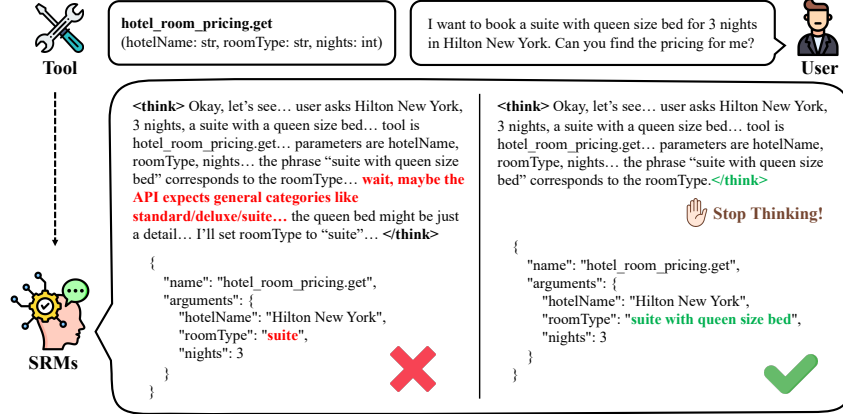 hotel_room_pricing.get
(hotelName: str, roomType: str, nights: int)
I want to book a suite with queen size bed for 3 nights
in Hilton New York. Can you find the pricing for me?
Tool
User
<think> Okay, let's see… user asks Hilton New York,
3 nights, a suite with a queen size bed… tool is
hotel_room_pricing.get… parameters are hotelName,
roomType, nights… the phrase “suite with queen size
bed” corresponds to the roomType… wait, maybe the
API expects general categories like
standard/deluxe/suite… the queen bed might be just
a detail… I'll set roomType to “suite”… </think>
{
"name": "hotel_room_pricing.get",
"arguments": {
"hotelName": "Hilton New York",
"roomType": "suite",
"nights": 3
}
}
<think> Okay, let's see… user asks Hilton New York,
3 nights, a suite with a queen size bed… tool is
hotel_room_pricing.get… parameters are hotelName,
roomType, nights… the phrase “suite with queen size
bed” corresponds to the roomType.</think>
Stop Thinking!
{
"name": "hotel_room_pricing.get",
"arguments": {
"hotelName": "Hilton New York",
"roomType": "suite with queen size bed",
"nights": 3
}
}
SRMs